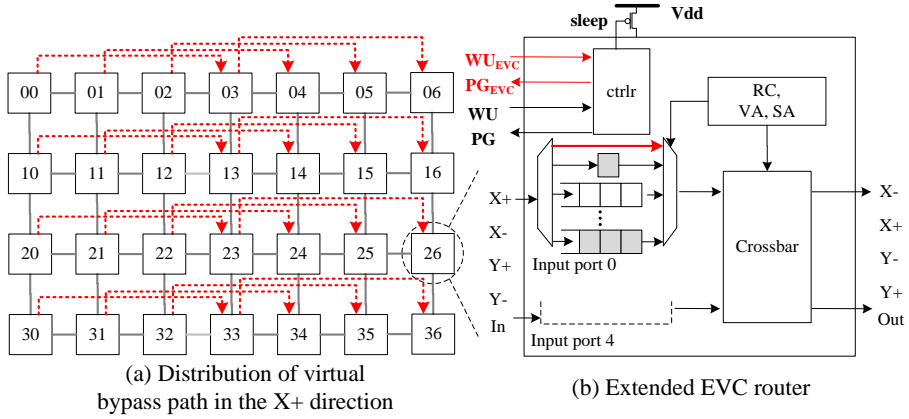 00 01 02 03 04 05 06
10 11 12 13 14 15 16
20 21 22 23 24 25 26
30 31 32 33 34 35 36
(a) Distribution of virtual
bypass path in the X+ direction
sleep
Vdd
WU_EVC
PG_EVC
WU
PG
ctrlr
RC,
VA, SA
X+
X-
Y+
Y-
In
Input port 0
Input port 4
Crossbar
X-
X+
Y-
Y+
Out
(b) Extended EVC router